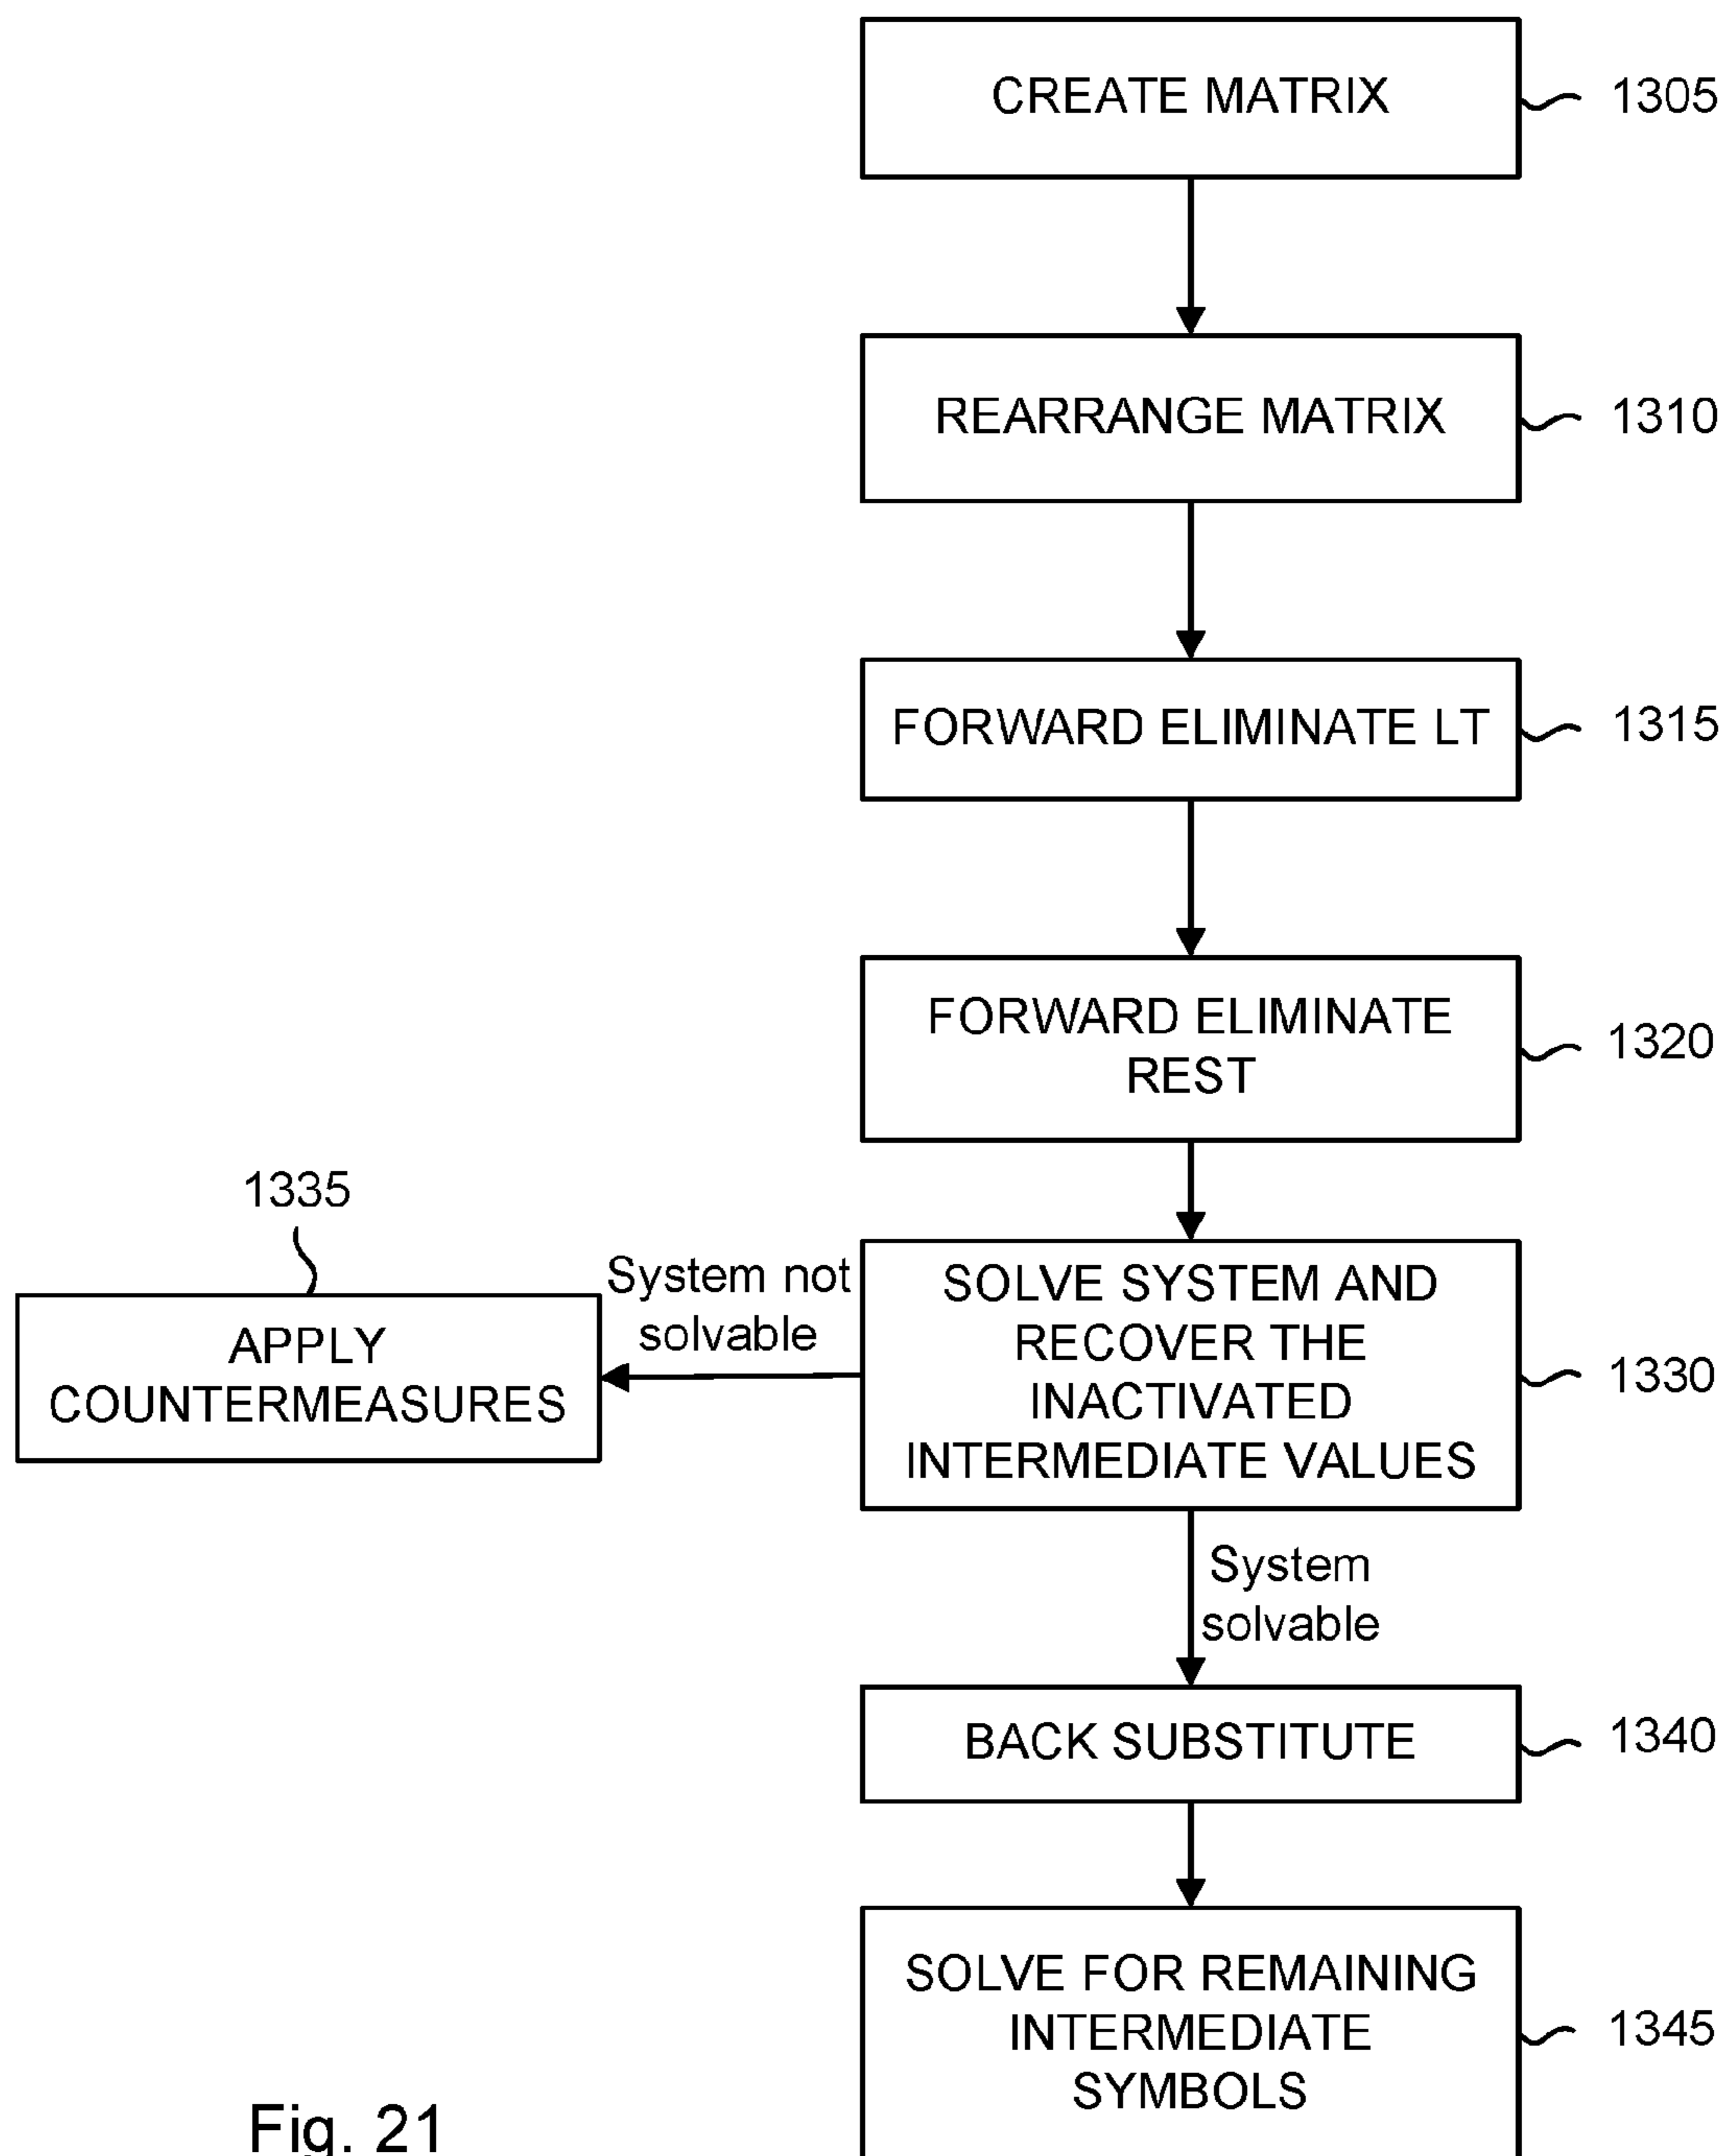 CREATE MATRIX
1305
REARRANGE MATRIX
1310
FORWARD ELIMINATE LT
1315
FORWARD ELIMINATE
REST
1320
1335
APPLY
COUNTERMEASURES
System not
solvable
SOLVE SYSTEM AND
RECOVER THE
INACTIVATED
INTERMEDIATE VALUES
1330
System
solvable
BACK SUBSTITUTE
1340
SOLVE FOR REMAINING
INTERMEDIATE
SYMBOLS
1345
Fig. 21